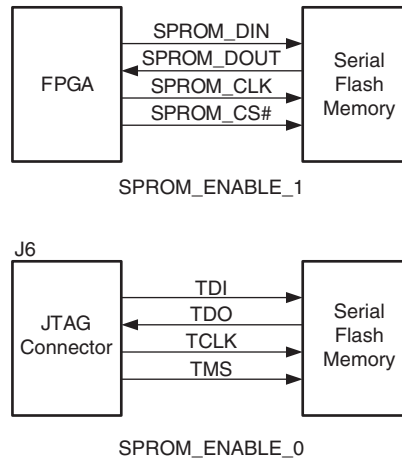 SPROM_DIN
SPROM_DOUT
SPROM_CLK
SPROM_CS#
FPGA
Serial
Flash
Memory
SPROM_ENABLE_1
J6
TDI
TDO
TCLK
TMS
JTAG
Connector
Serial
Flash
Memory
SPROM_ENABLE_0